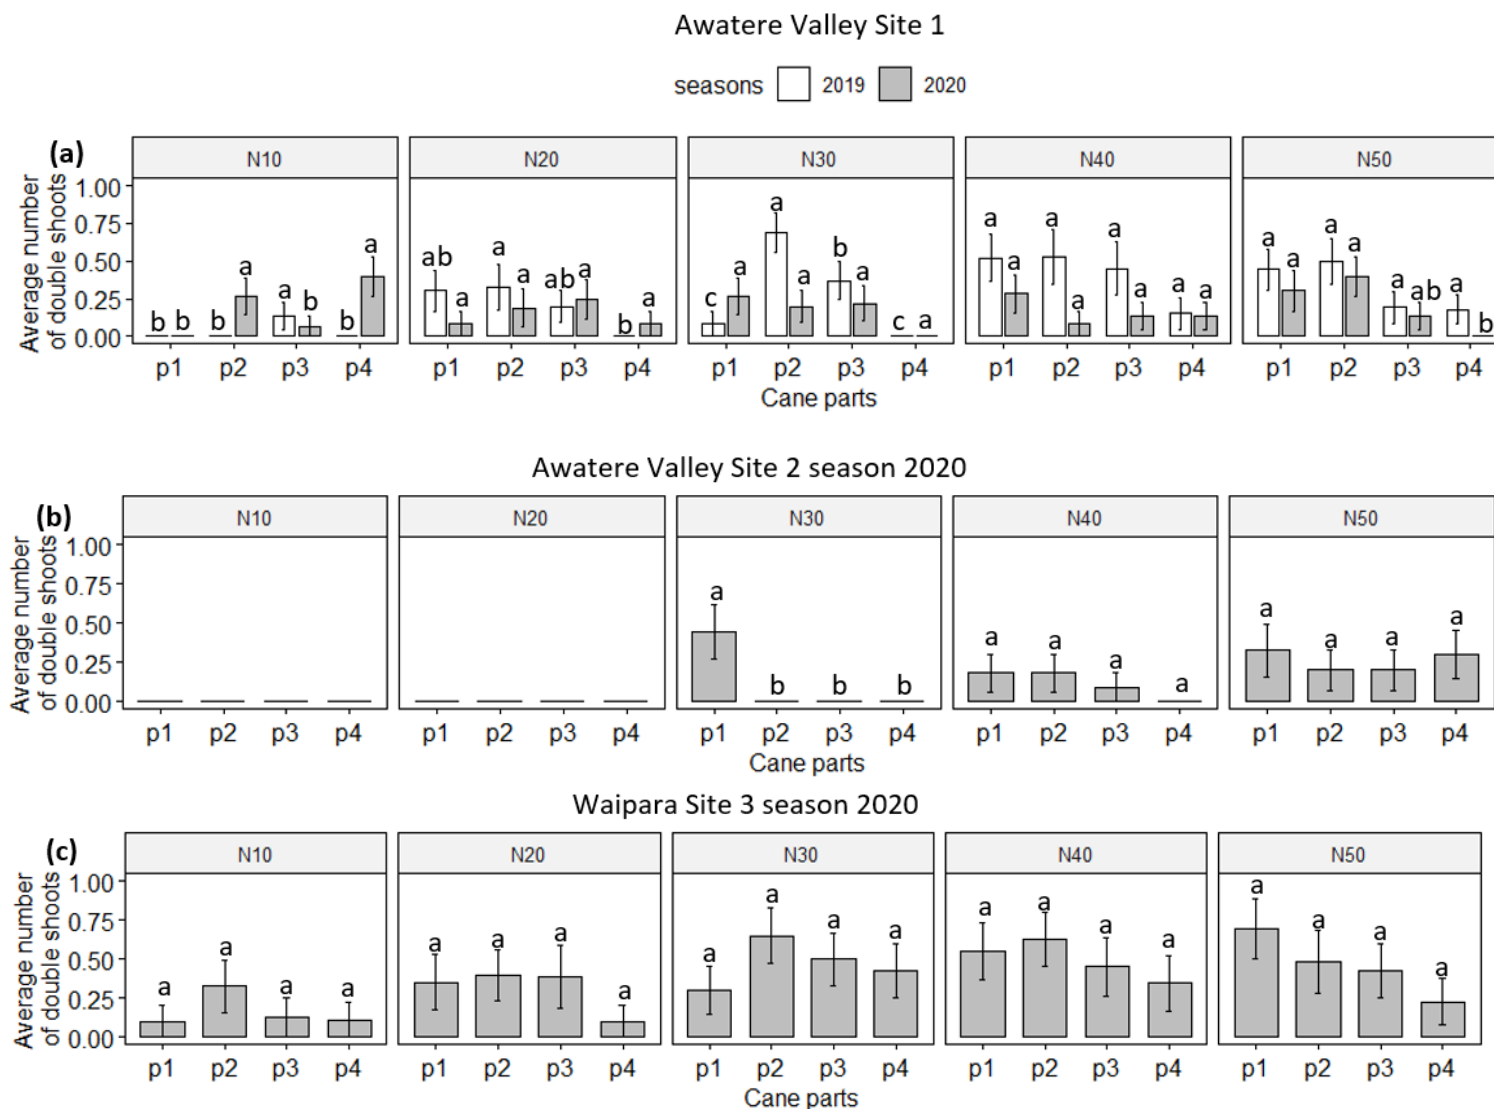 Awatere Valley Site 1
seasons 2019 2020
(a)
N10 N20 N30 N40 N50
Average number
of double shoots
1.00
0.75
0.50
0.25
0.00
b b b a a b b a
ab a a a ab a b a
c a a a b a c a
a a a a a a a a
a a a a a ab a b
p1 p2 p3 p4 p1 p2 p3 p4 p1 p2 p3 p4 p1 p2 p3 p4 p1 p2 p3 p4
Cane parts
Awatere Valley Site 2 season 2020
(b)
N10 N20 N30 N40 N50
Average number
of double shoots
1.00
0.75
0.50
0.25
0.00
a b b b
a a a a
a a a a
p1 p2 p3 p4 p1 p2 p3 p4 p1 p2 p3 p4 p1 p2 p3 p4 p1 p2 p3 p4
Cane parts
Waipara Site 3 season 2020
(c)
N10 N20 N30 N40 N50
Average number
of double shoots
1.00
0.75
0.50
0.25
0.00
a a a a
a a a a
a a a a
a a a a
a a a a
p1 p2 p3 p4 p1 p2 p3 p4 p1 p2 p3 p4 p1 p2 p3 p4 p1 p2 p3 p4
Cane parts